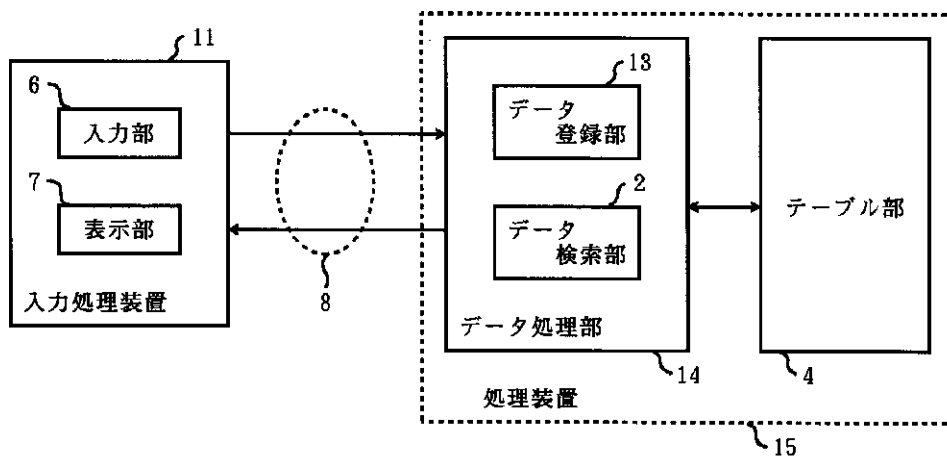 11
6
入力部
7
表示部
入力処理装置
8
13
データ
登録部
2
データ
検索部
データ処理部
14
テーブル部
4
処理装置
15